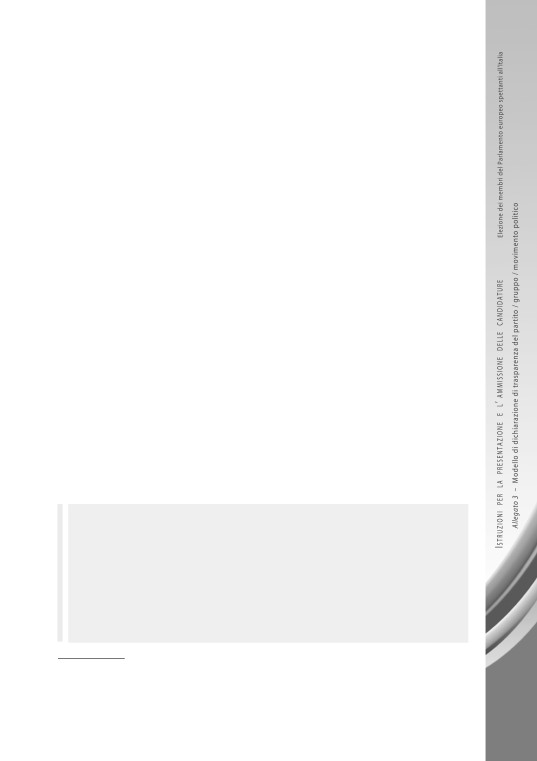 ISTRUZIONI PER LA PRESENTAZIONE E L'AMMISSIONE DELLE CANDIDATURE Elezione dei membri del Parlamento europeo spettanti all'Italia
Allegato 3 – Modello di dichiarazione di trasparenza del partito / gruppo / movimento politico